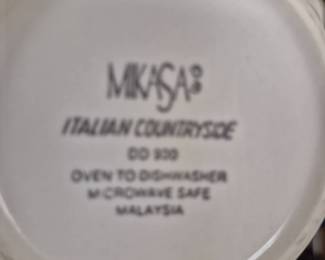 MIKASA
ITALIAN COUNTRYSIDE
DD 900
OVEN TO DISHWASHER
MICROWAVE SAFE
MALAYSIA